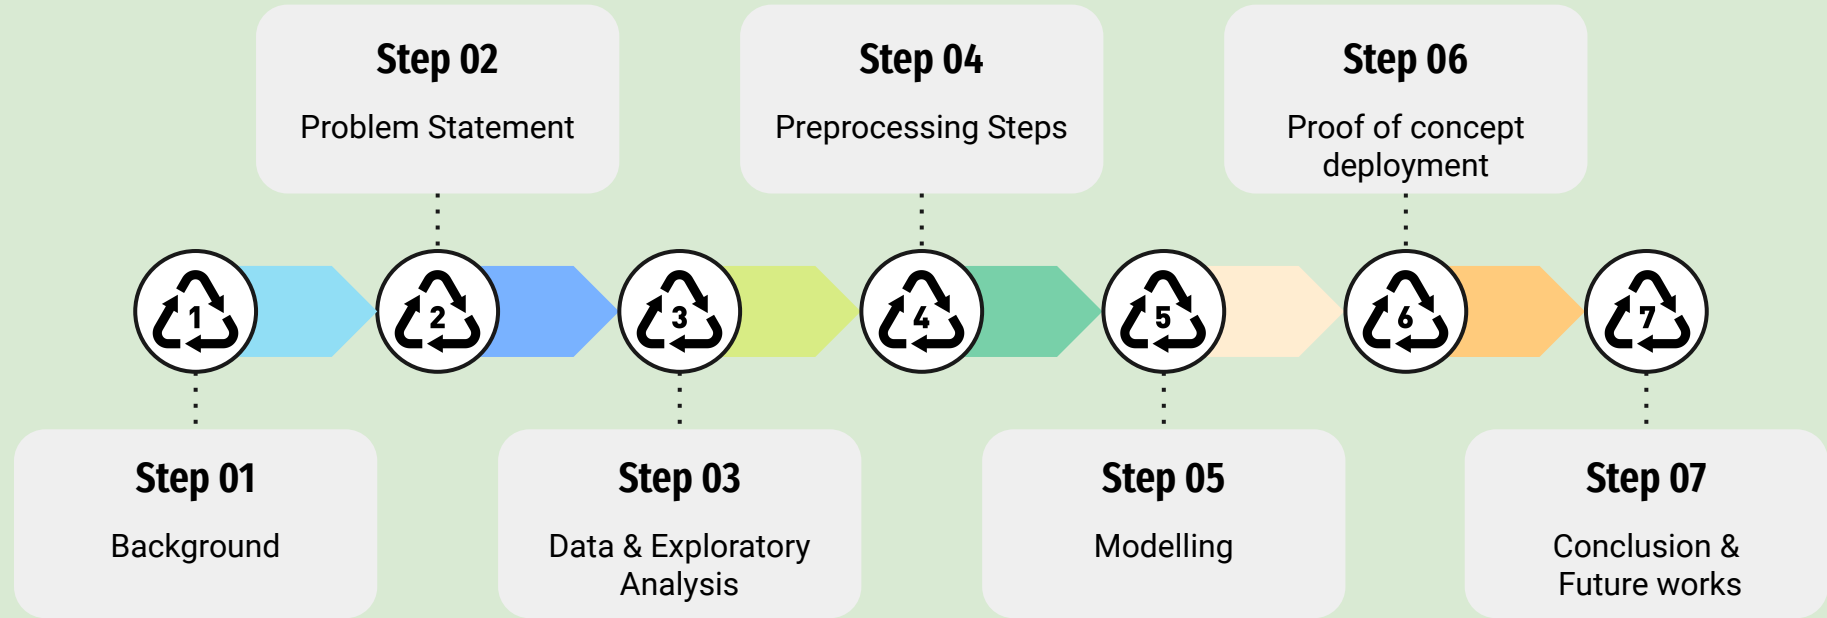 Step 02
Problem Statement
Step 04
Preprocessing Steps
Step 06
Proof of concept
deployment
1
2
3
4
5
6
7
Step 01
Background
Step 03
Data & Exploratory
Analysis
Step 05
Modelling
Step 07
Conclusion &
Future works